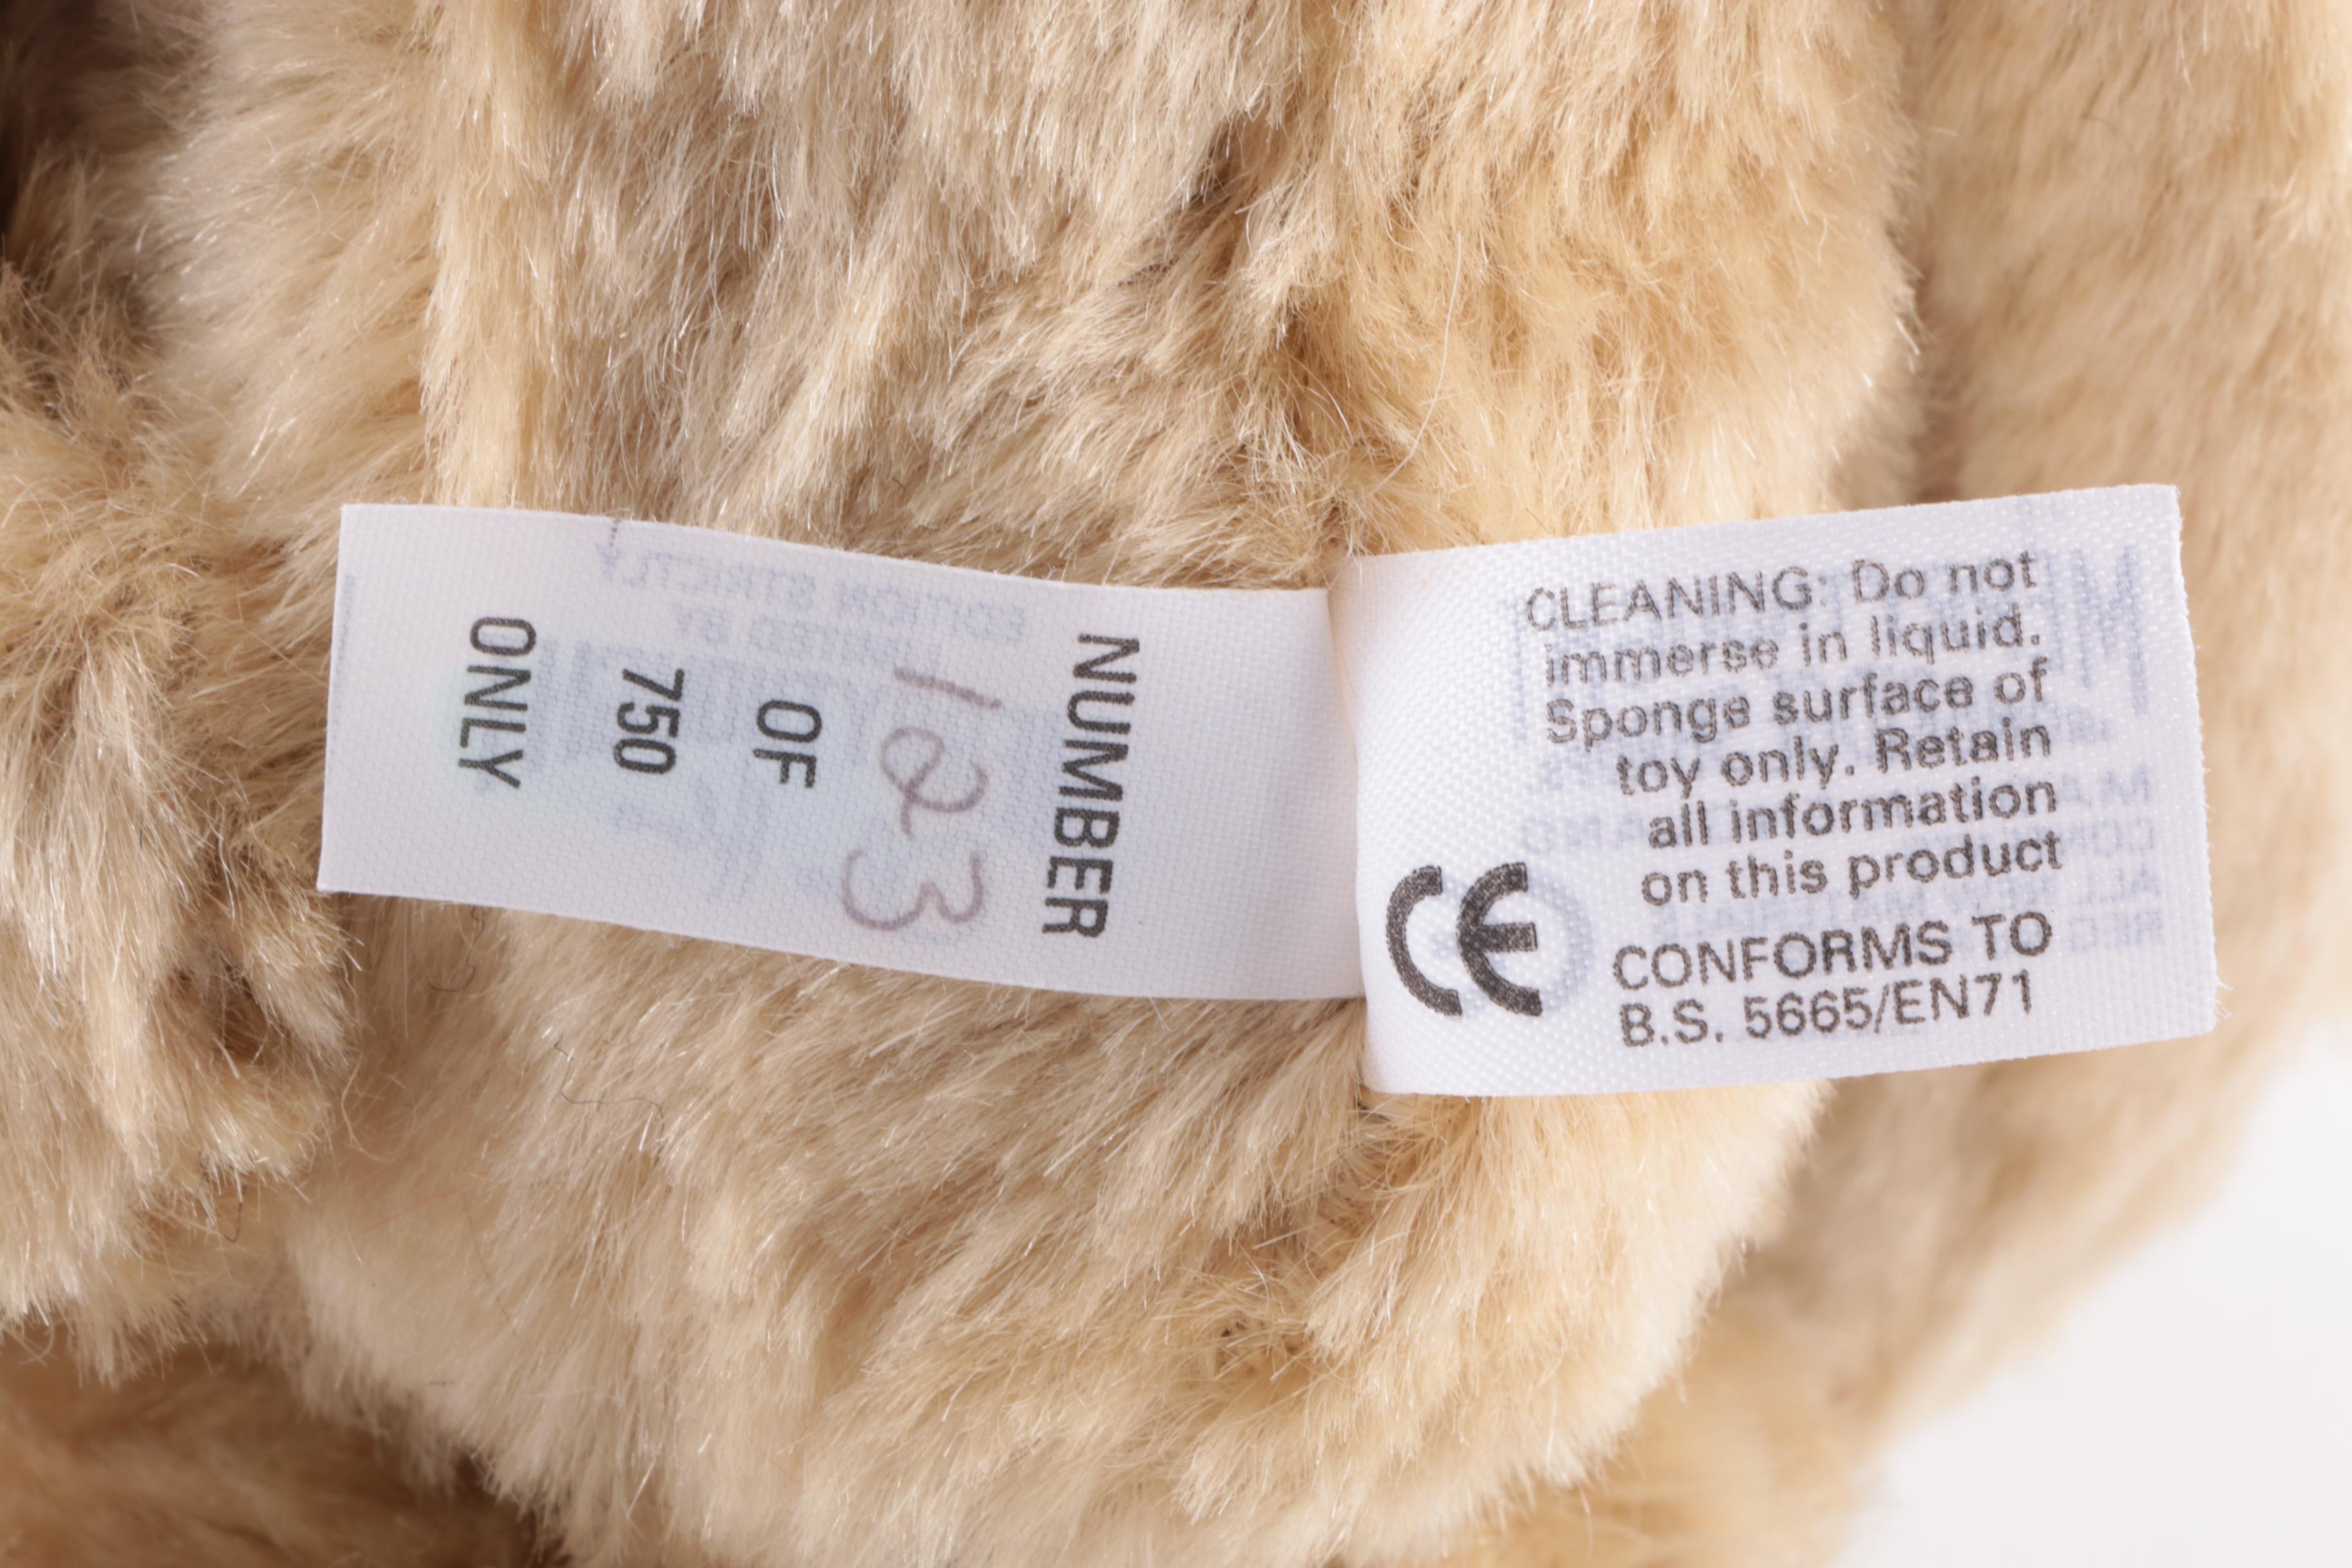 NUMBER
123
OF
750
ONLY
CLEANING: Do not
immerse in liquid.
Sponge surface of
toy only. Retain
all information
on this product
CE
CONFORMS TO
B.S. 5665/EN71